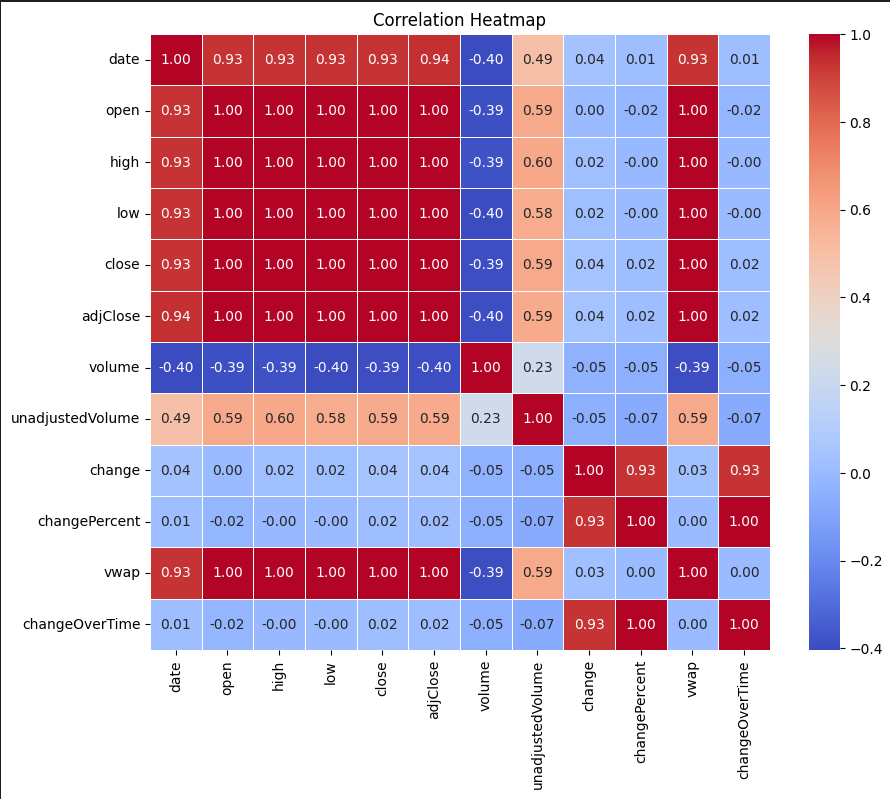 Correlation Heatmap
date 1.00 0.93 0.93 0.93 0.93 0.94 -0.40 0.49 0.04 0.01 0.93 0.01
open 0.93 1.00 1.00 1.00 1.00 1.00 -0.39 0.59 0.00 -0.02 1.00 -0.02
high 0.93 1.00 1.00 1.00 1.00 1.00 -0.39 0.60 0.02 -0.00 1.00 -0.00
low 0.93 1.00 1.00 1.00 1.00 1.00 -0.40 0.58 0.02 -0.00 1.00 -0.00
close 0.93 1.00 1.00 1.00 1.00 1.00 -0.39 0.59 0.04 0.02 1.00 0.02
adjClose 0.94 1.00 1.00 1.00 1.00 1.00 -0.40 0.59 0.04 0.02 1.00 0.02
volume -0.40 -0.39 -0.39 -0.40 -0.39 -0.40 1.00 0.23 -0.05 -0.05 -0.39 -0.05
unadjustedVolume 0.49 0.59 0.60 0.58 0.59 0.59 0.23 1.00 -0.05 -0.07 0.59 -0.07
change 0.04 0.00 0.02 0.02 0.04 0.04 -0.05 -0.05 1.00 0.93 0.03 0.93
changePercent 0.01 -0.02 -0.00 -0.00 0.02 0.02 -0.05 -0.07 0.93 1.00 0.00 1.00
vwap 0.93 1.00 1.00 1.00 1.00 1.00 -0.39 0.59 0.03 0.00 1.00 0.00
changeOverTime 0.01 -0.02 -0.00 -0.00 0.02 0.02 -0.05 -0.07 0.93 1.00 0.00 1.00
date open high low close adjClose volume unadjustedVolume change changePercent vwap changeOverTime
1.0
0.8
0.6
0.4
0.2
0.0
−0.2
−0.4